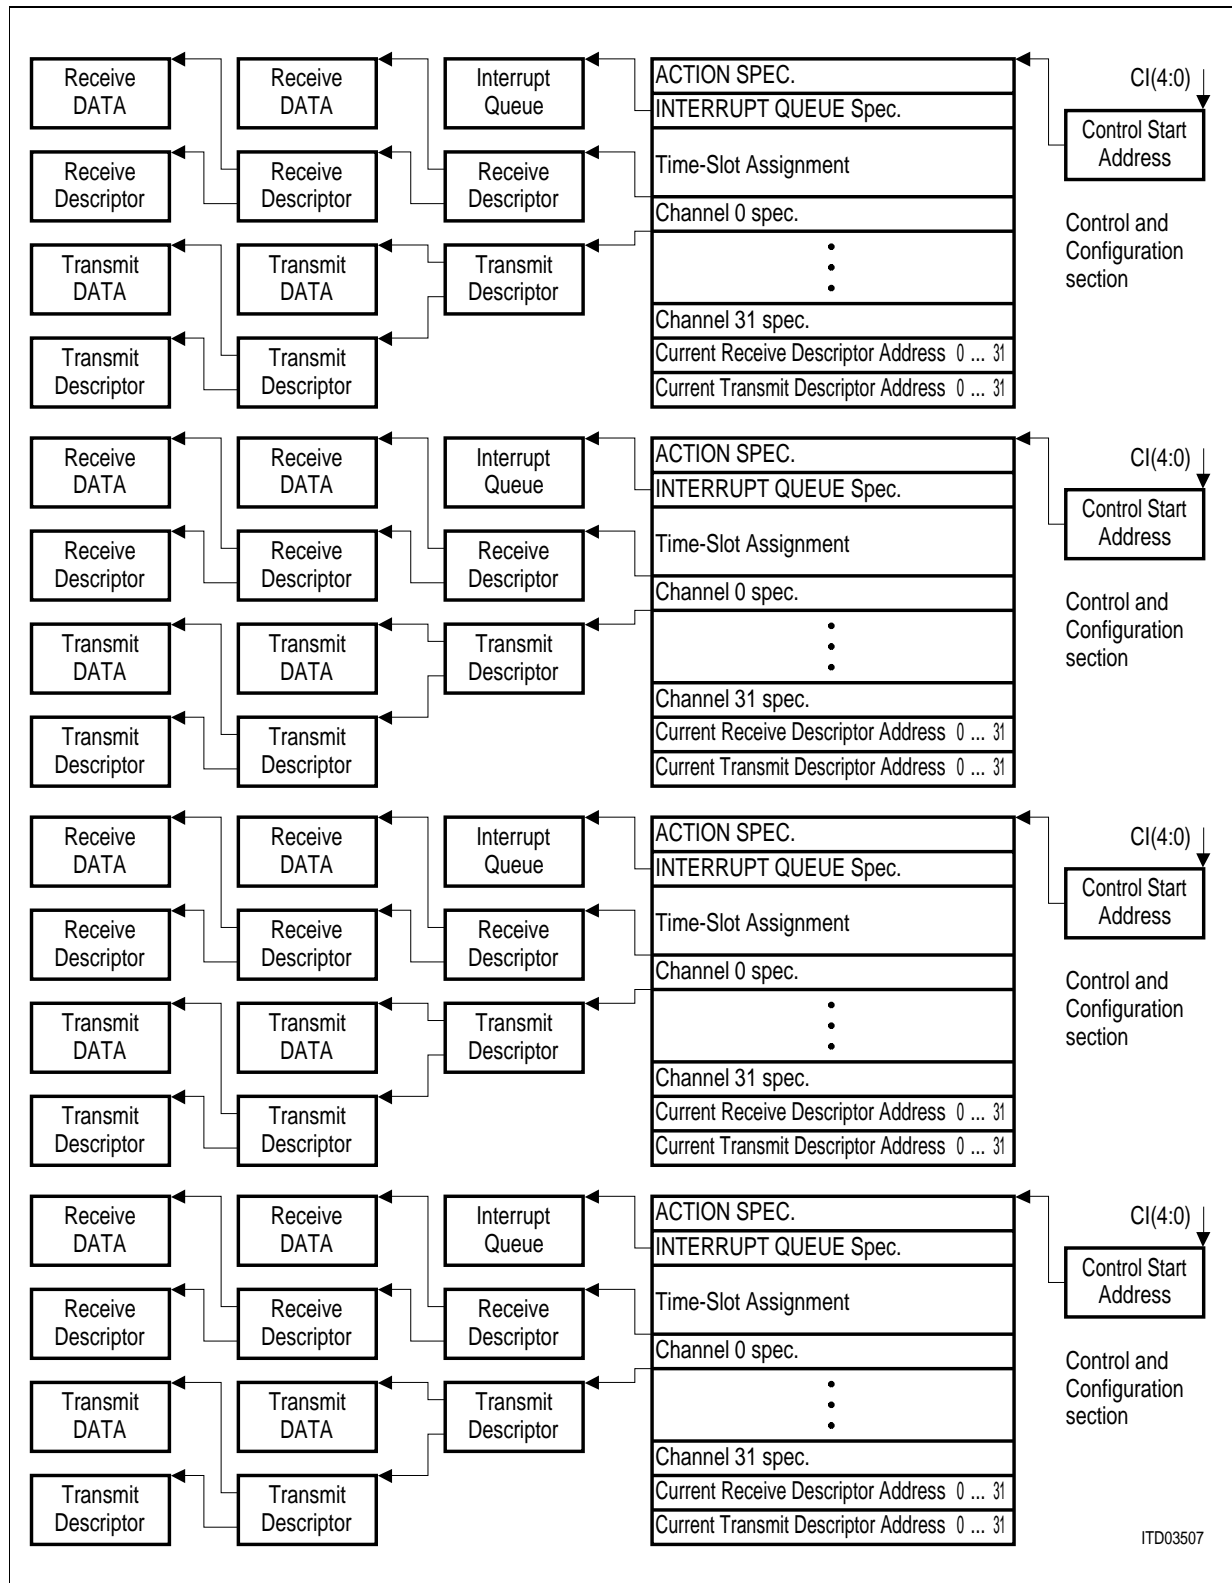 Receive
DATA
Receive
DATA
Interrupt
Queue
ACTION SPEC.
INTERRUPT QUEUE Spec.
Time-Slot Assignment
Channel 0 spec.
Channel 31 spec.
Current Receive Descriptor Address 0 ... 31
Current Transmit Descriptor Address 0 ... 31
CI(4:0)
Control Start
Address
Control and
Configuration
section
Receive
Descriptor
Receive
Descriptor
Receive
Descriptor
Transmit
DATA
Transmit
DATA
Transmit
Descriptor
Transmit
Descriptor
Transmit
Descriptor
Receive
DATA
Receive
DATA
Interrupt
Queue
ACTION SPEC.
INTERRUPT QUEUE Spec.
Time-Slot Assignment
Channel 0 spec.
Channel 31 spec.
Current Receive Descriptor Address 0 ... 31
Current Transmit Descriptor Address 0 ... 31
CI(4:0)
Control Start
Address
Control and
Configuration
section
Receive
Descriptor
Receive
Descriptor
Receive
Descriptor
Transmit
DATA
Transmit
DATA
Transmit
Descriptor
Transmit
Descriptor
Transmit
Descriptor
Receive
DATA
Receive
DATA
Interrupt
Queue
ACTION SPEC.
INTERRUPT QUEUE Spec.
Time-Slot Assignment
Channel 0 spec.
Channel 31 spec.
Current Receive Descriptor Address 0 ... 31
Current Transmit Descriptor Address 0 ... 31
CI(4:0)
Control Start
Address
Control and
Configuration
section
Receive
Descriptor
Receive
Descriptor
Receive
Descriptor
Transmit
DATA
Transmit
DATA
Transmit
Descriptor
Transmit
Descriptor
Transmit
Descriptor
Receive
DATA
Receive
DATA
Interrupt
Queue
ACTION SPEC.
INTERRUPT QUEUE Spec.
Time-Slot Assignment
Channel 0 spec.
Channel 31 spec.
Current Receive Descriptor Address 0 ... 31
Current Transmit Descriptor Address 0 ... 31
CI(4:0)
Control Start
Address
Control and
Configuration
section
Receive
Descriptor
Receive
Descriptor
Receive
Descriptor
Transmit
DATA
Transmit
DATA
Transmit
Descriptor
Transmit
Descriptor
Transmit
Descriptor
ITD03507